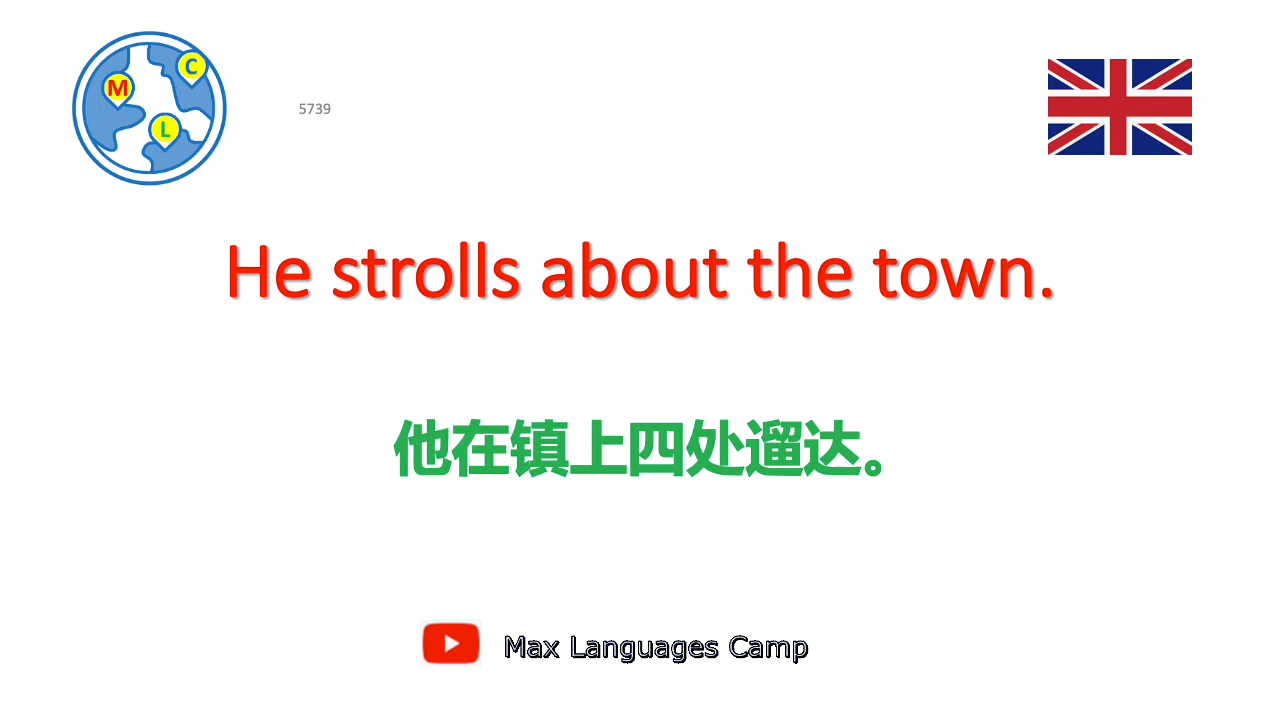 M
C
L
5739
He strolls about the town.
他在镇上四处遛达。
Max Languages Camp